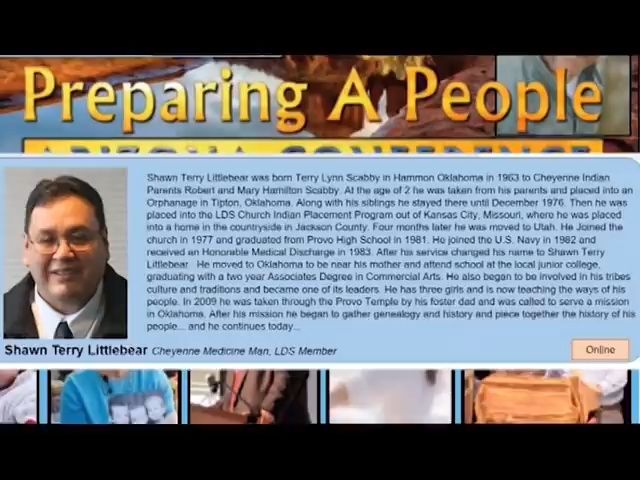 Preparing A People
ARIZONA CONFERENCE
Shawn Terry Littlebear was born Terry Lynn Scabby in Hammon Oklahoma in 1963 to Cheyenne Indian
Parents Robert and Mary Hamilton Scabby. At the age of 2 he was taken from his parents and placed into an
Orphanage in Tipton, Oklahoma. Along with his siblings he stayed there until December 1976. Then he was
placed into the LDS Church Indian Placement Program out of Kansas City, Missouri, where he was placed
into a home in the countryside in Jackson County. Four months later he was moved to Utah. He Joined the
church in 1977 and graduated from Provo High School in 1981. He joined the U.S. Navy in 1982 and
received an Honorable Medical Discharge in 1983. After his service changed his name to Shawn Terry
Littlebear. He moved to Oklahoma to be near his mother and attend school at the local junior college,
graduating with a two year Associates Degree in Commercial Arts. He also began to be involved in his tribes
culture and traditions and became one of its leaders. He has three girls and is now teaching the ways of his
people. In 2009 he was taken through the Provo Temple by his foster dad and was called to serve a mission
in Oklahoma. After his mission he began to gather genealogy and history and piece together the history of his
people... and he continues today...
Shawn Terry Littlebear Cheyenne Medicine Man, LDS Member
Online